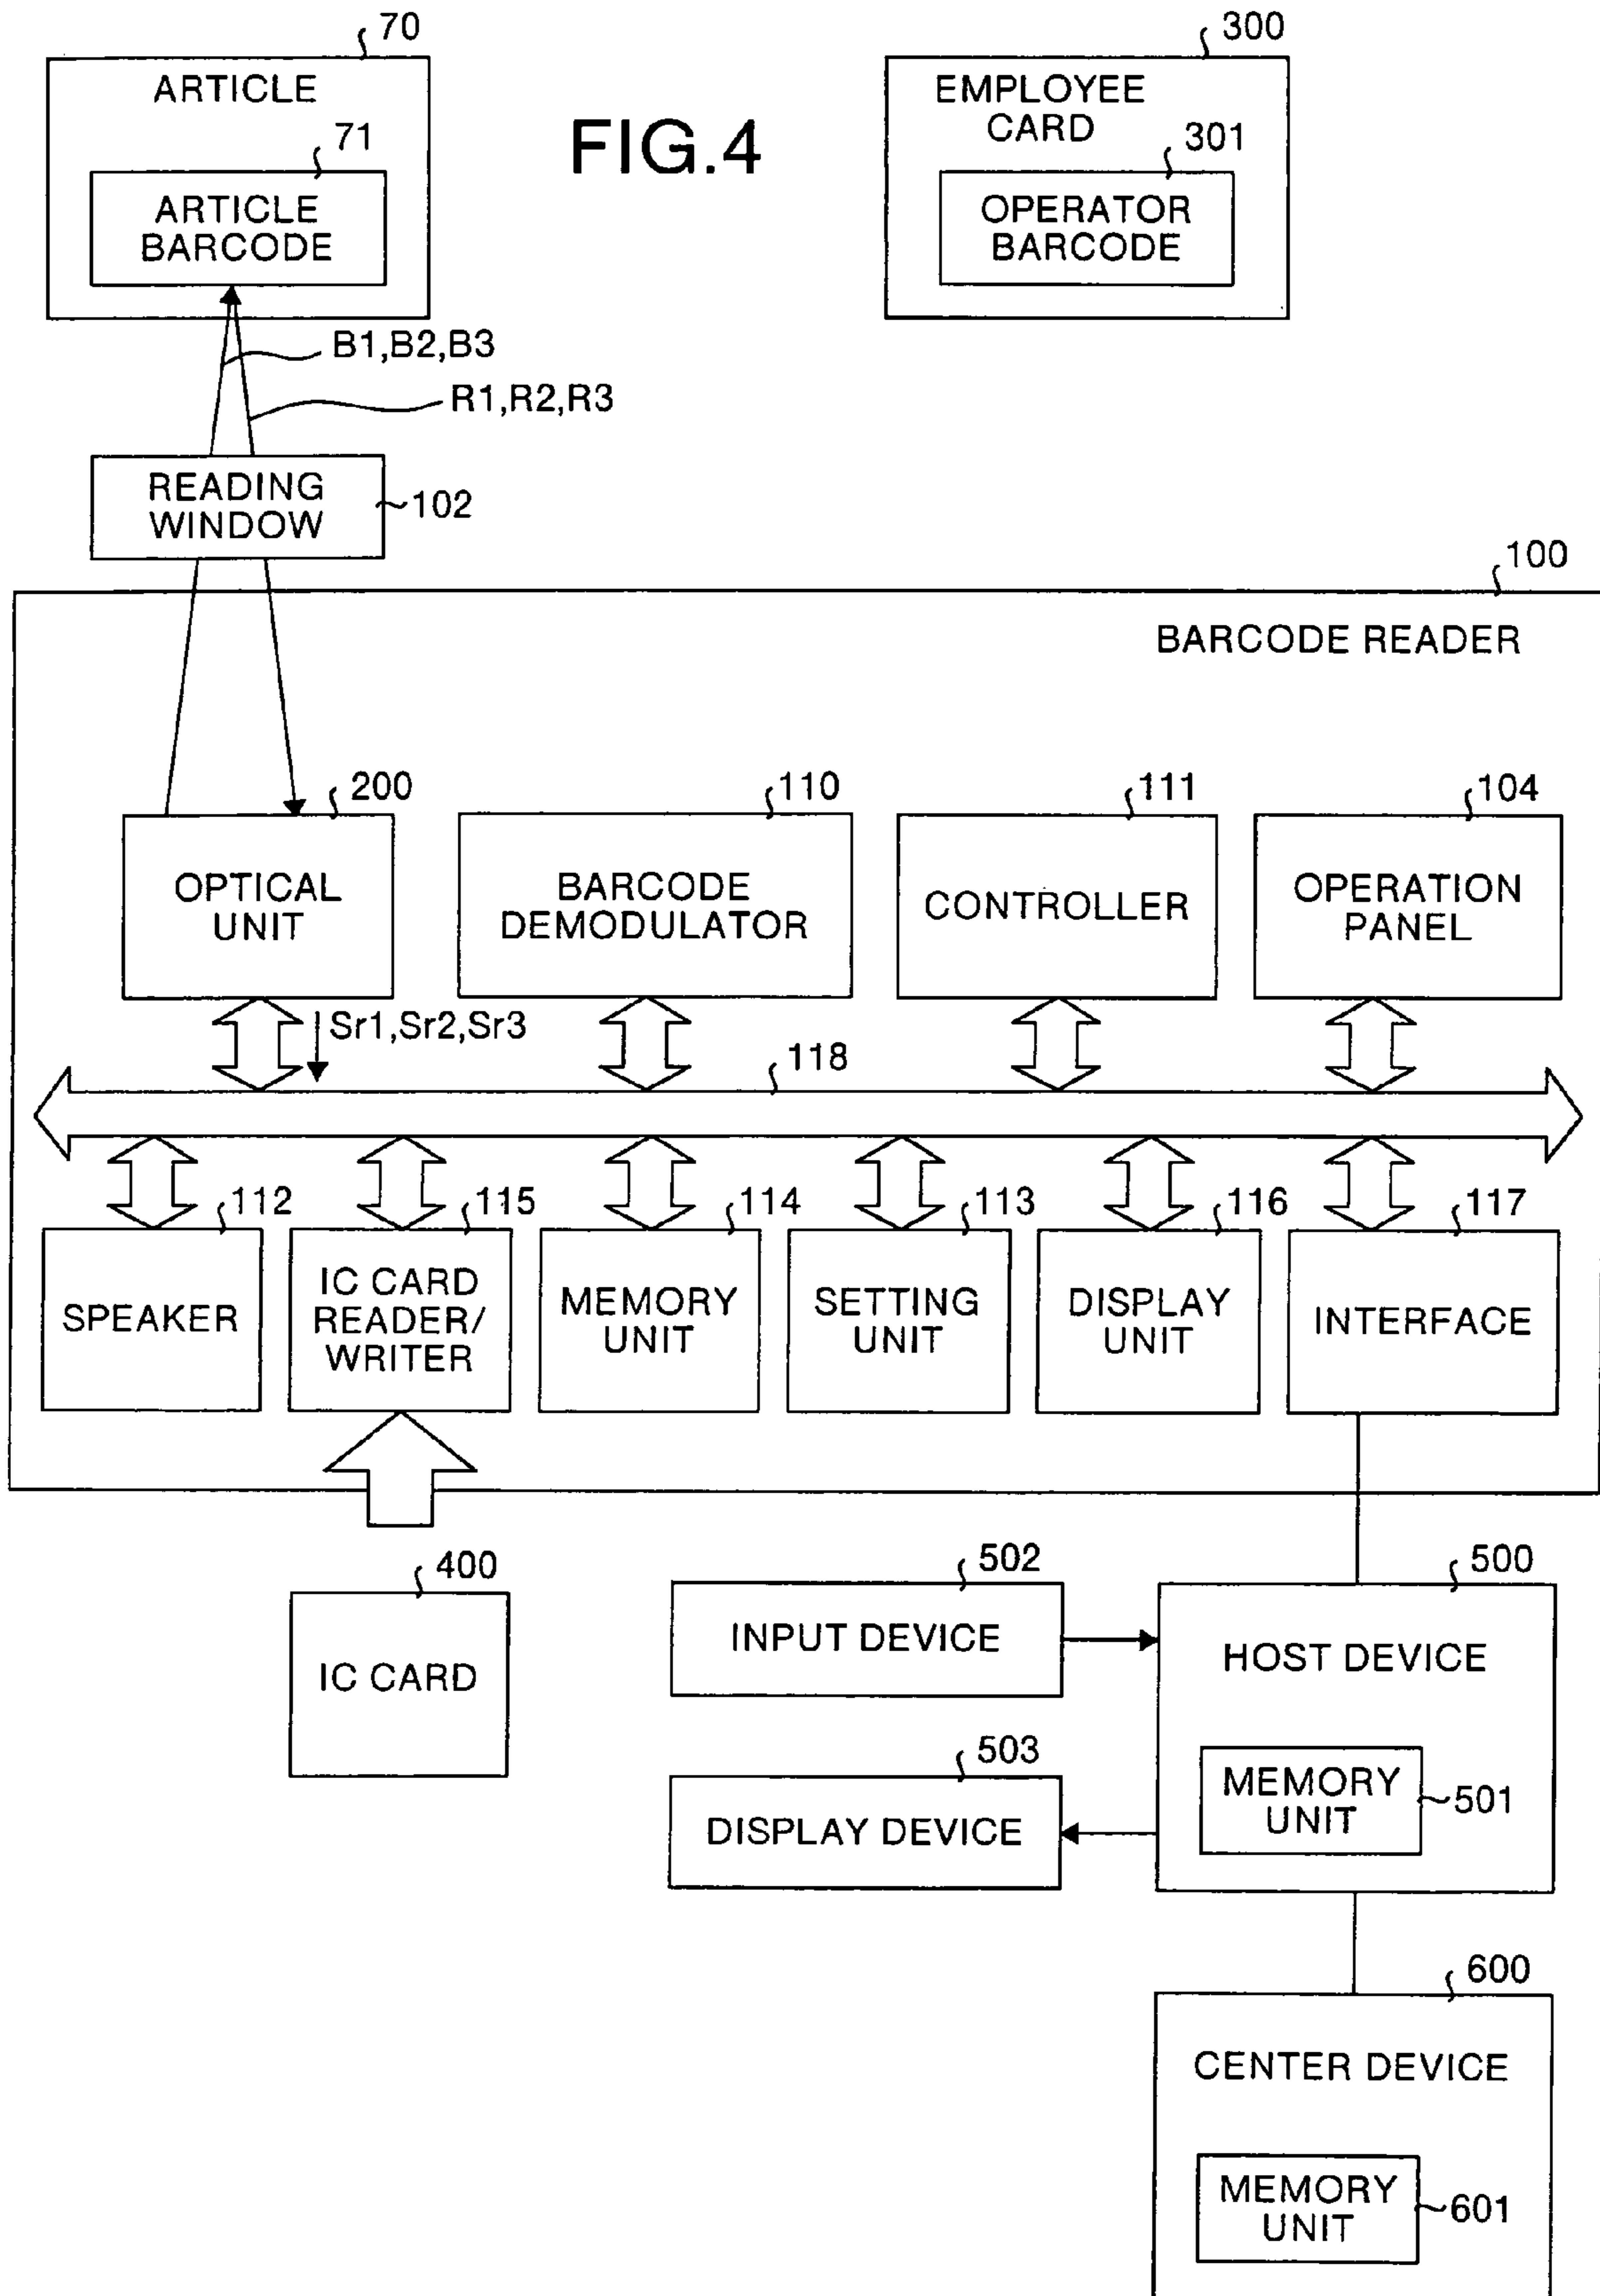 70
ARTICLE
71
ARTICLE
BARCODE
FIG.4
300
EMPLOYEE
CARD
301
OPERATOR
BARCODE
B1,B2,B3
R1,R2,R3
READING
WINDOW
102
100
BARCODE READER
200
OPTICAL
UNIT
110
BARCODE
DEMODULATOR
111
CONTROLLER
104
OPERATION
PANEL
Sr1,Sr2,Sr3
118
112
SPEAKER
115
IC CARD
READER/
WRITER
114
MEMORY
UNIT
113
SETTING
UNIT
116
DISPLAY
UNIT
117
INTERFACE
400
IC CARD
502
INPUT DEVICE
503
DISPLAY DEVICE
500
HOST DEVICE
MEMORY
UNIT
501
600
CENTER DEVICE
MEMORY
UNIT
601